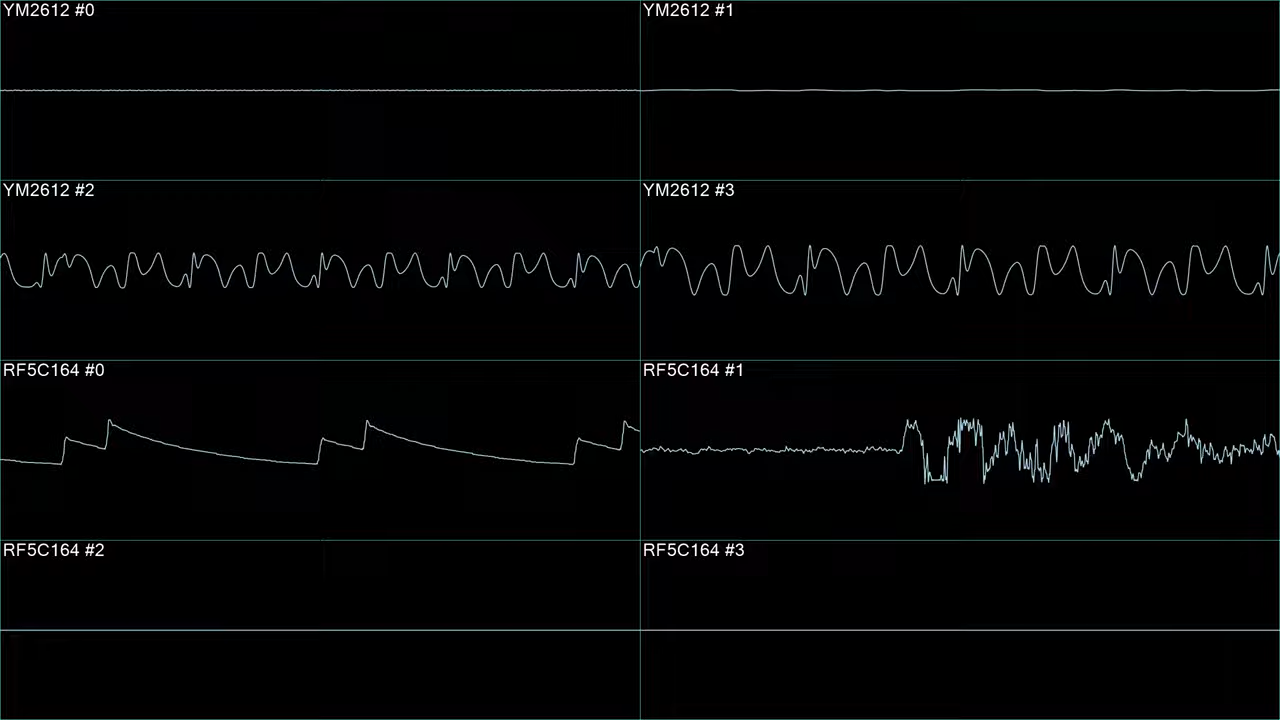 YM2612 #0
YM2612 #1
YM2612 #2
YM2612 #3
RF5C164 #0
RF5C164 #1
RF5C164 #2
RF5C164 #3